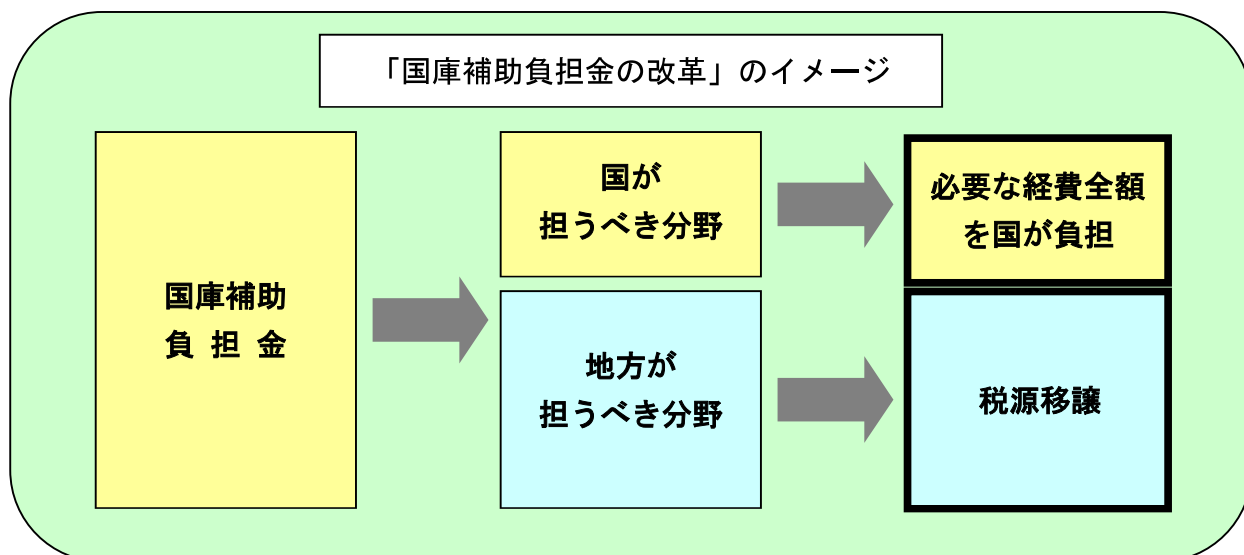 「国庫補助負担金の改革」のイメージ
国庫補助
負 担 金
国が
担うべき分野
地方が
担うべき分野
必要な経費全額
を国が負担
税源移譲